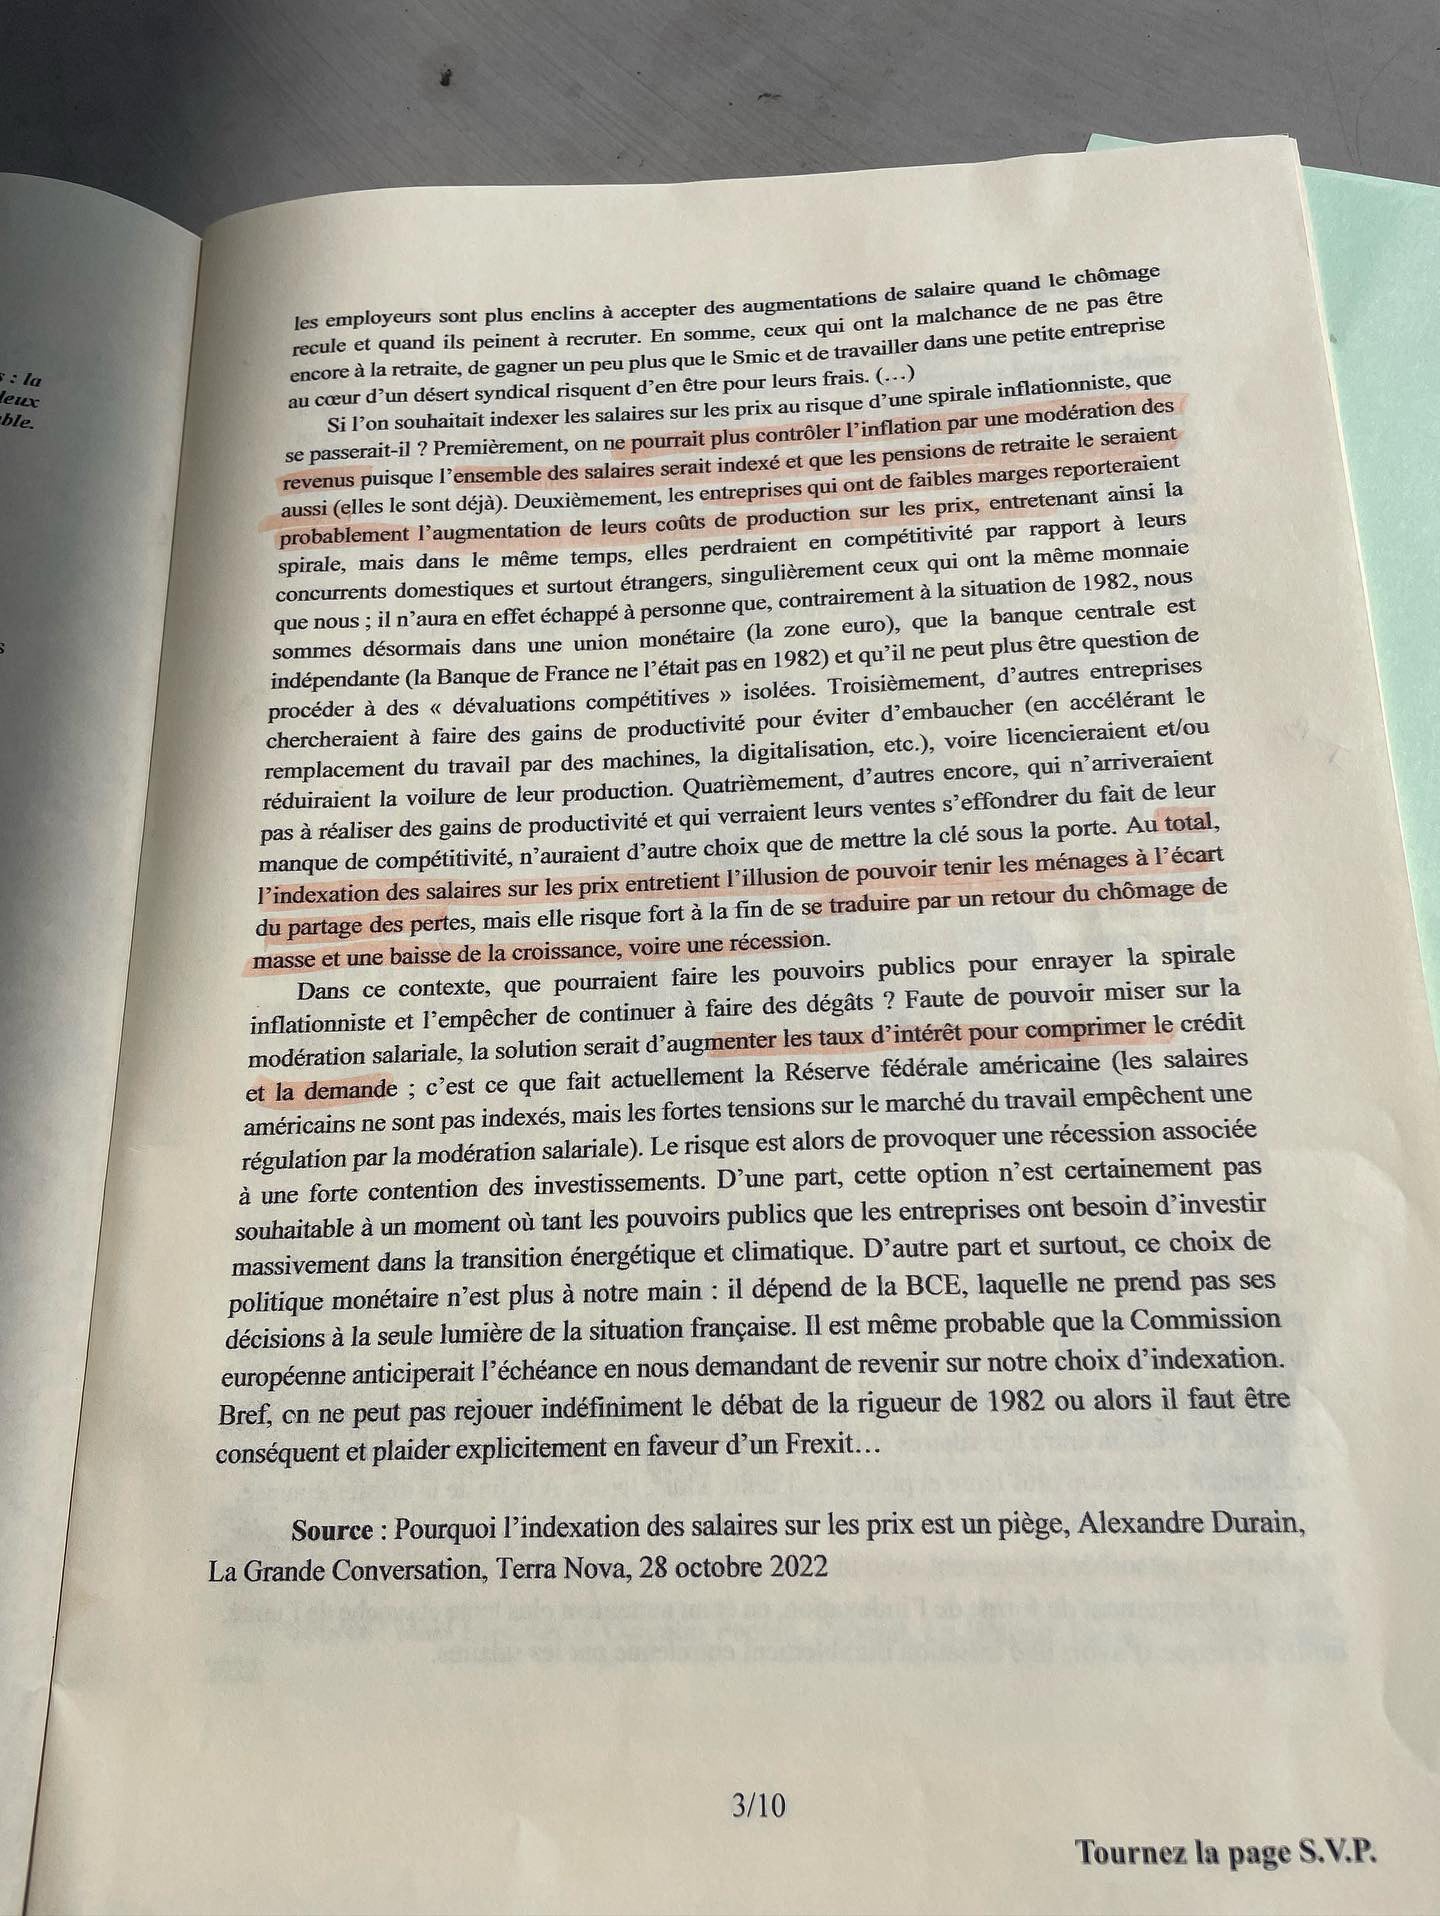 s : la
deux
ble.
s
les employeurs sont plus enclins à accepter des augmentations de salaire quand le chômage
recule et quand ils peinent à recruter. En somme, ceux qui ont la malchance de ne pas être
encore à la retraite, de gagner un peu plus que le Smic et de travailler dans une petite entreprise
au cœur d’un désert syndical risquent d’en être pour leurs frais. (…)
Si l’on souhaitait indexer les salaires sur les prix au risque d’une spirale inflationniste, que
se passerait-il ? Premièrement, on ne pourrait plus contrôler l’inflation par une modération des
revenus puisque l’ensemble des salaires serait indexé et que les pensions de retraite le seraient
aussi (elles le sont déjà). Deuxièmement, les entreprises qui ont de faibles marges reporteraient
probablement l’augmentation de leurs coûts de production sur les prix, entretenant ainsi la
spirale, mais dans le même temps, elles perdraient en compétitivité par rapport à leurs
concurrents domestiques et surtout étrangers, singulièrement ceux qui ont la même monnaie
que nous ; il n’aura en effet échappé à personne que, contrairement à la situation de 1982, nous
sommes désormais dans une union monétaire (la zone euro), que la banque centrale est
indépendante (la Banque de France ne l’était pas en 1982) et qu’il ne peut plus être question de
procéder à des « dévaluations compétitives » isolées. Troisièmement, d’autres entreprises
chercheraient à faire des gains de productivité pour éviter d’embaucher (en accélérant le
remplacement du travail par des machines, la digitalisation, etc.), voire licencieraient et/ou
réduiraient la voilure de leur production. Quatrièmement, d’autres encore, qui n’arriveraient
pas à réaliser des gains de productivité et qui verraient leurs ventes s’effondrer du fait de leur
manque de compétitivité, n’auraient d’autre choix que de mettre la clé sous la porte. Au total,
l’indexation des salaires sur les prix entretient l’illusion de pouvoir tenir les ménages à l’écart
du partage des pertes, mais elle risque fort à la fin de se traduire par un retour du chômage de
masse et une baisse de la croissance, voire une récession.
Dans ce contexte, que pourraient faire les pouvoirs publics pour enrayer la spirale
inflationniste et l’empêcher de continuer à faire des dégâts ? Faute de pouvoir miser sur la
modération salariale, la solution serait d’augmenter les taux d’intérêt pour comprimer le crédit
et la demande ; c’est ce que fait actuellement la Réserve fédérale américaine (les salaires
américains ne sont pas indexés, mais les fortes tensions sur le marché du travail empêchent une
régulation par la modération salariale). Le risque est alors de provoquer une récession associée
à une forte contention des investissements. D’une part, cette option n’est certainement pas
souhaitable à un moment où tant les pouvoirs publics que les entreprises ont besoin d’investir
massivement dans la transition énergétique et climatique. D’autre part et surtout, ce choix de
politique monétaire n’est plus à notre main : il dépend de la BCE, laquelle ne prend pas ses
décisions à la seule lumière de la situation française. Il est même probable que la Commission
européenne anticiperait l’échéance en nous demandant de revenir sur notre choix d’indexation.
Bref, on ne peut pas rejouer indéfiniment le débat de la rigueur de 1982 ou alors il faut être
conséquent et plaider explicitement en faveur d’un Frexit…
Source : Pourquoi l’indexation des salaires sur les prix est un piège, Alexandre Durain,
La Grande Conversation, Terra Nova, 28 octobre 2022
3/10
Tournez la page S.V.P.